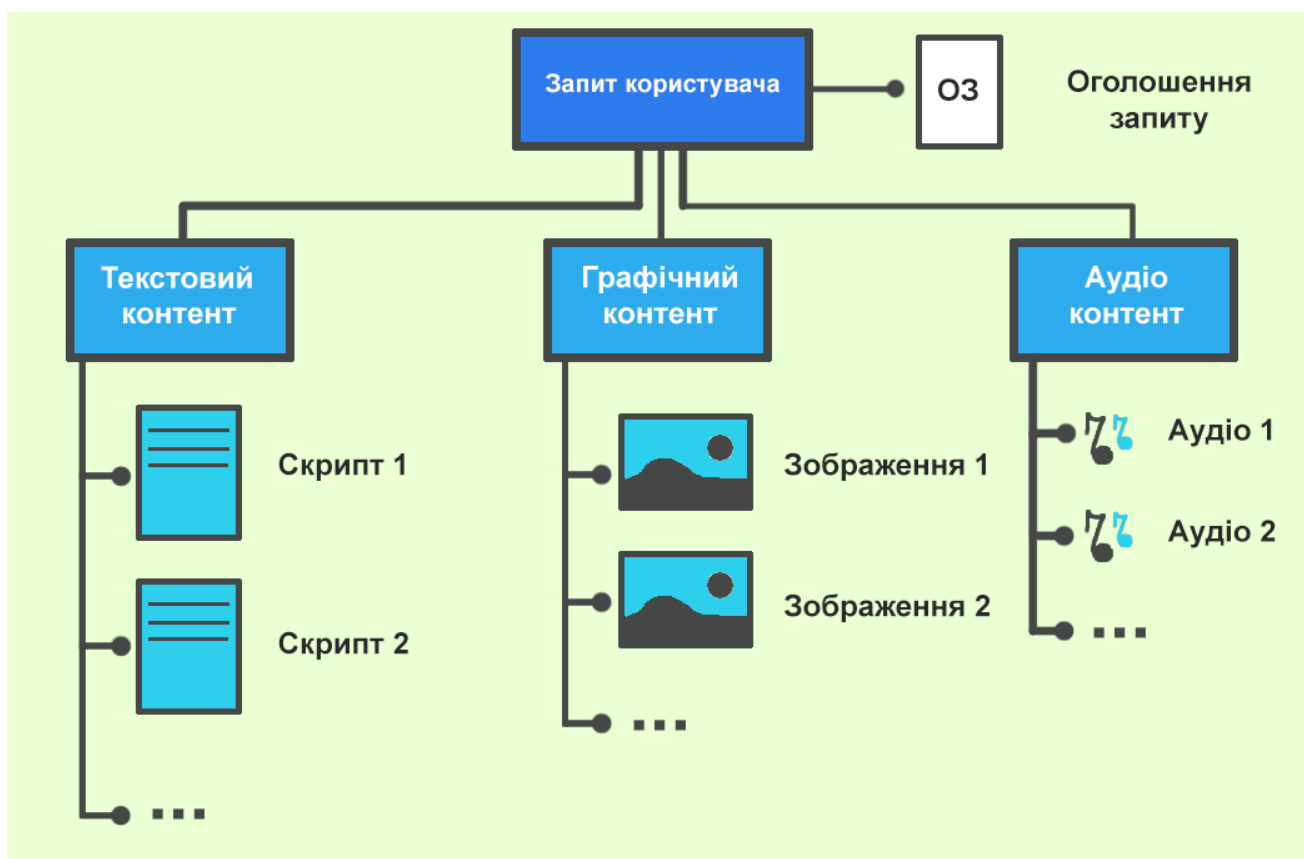 Запит користувача
ОЗ
Оголошення
запиту
Текстовий
контент
Графічний
контент
Аудіо
контент
Скрипт 1
Скрипт 2
...
Зображення 1
Зображення 2
...
Аудіо 1
Аудіо 2
...